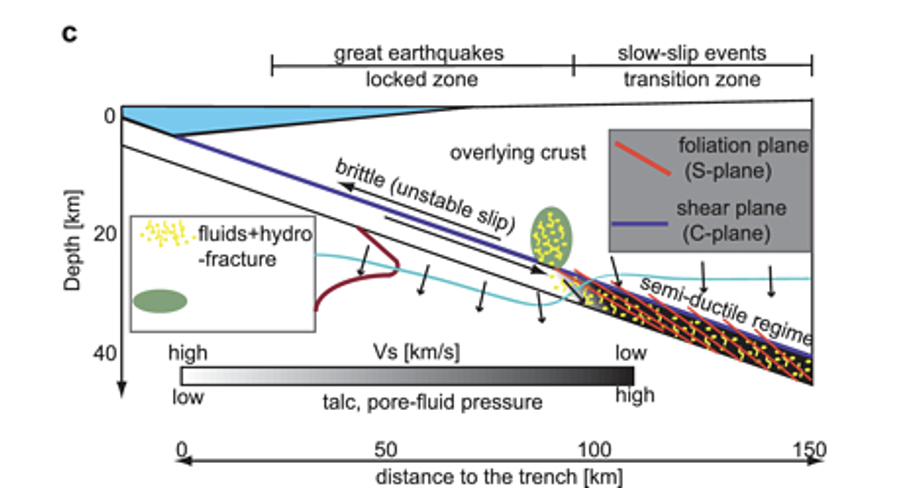 c
great earthquakes
slow-slip events
locked zone
transition zone
0
20
40
Depth [km]
overlying crust
brittle (unstable slip)
foliation plane
(S-plane)
shear plane
(C-plane)
fluids+hydro
-fracture
semi-ductile regime
high
Vs [km/s]
low
low
talc, pore-fluid pressure
high
0
50
100
150
distance to the trench [km]